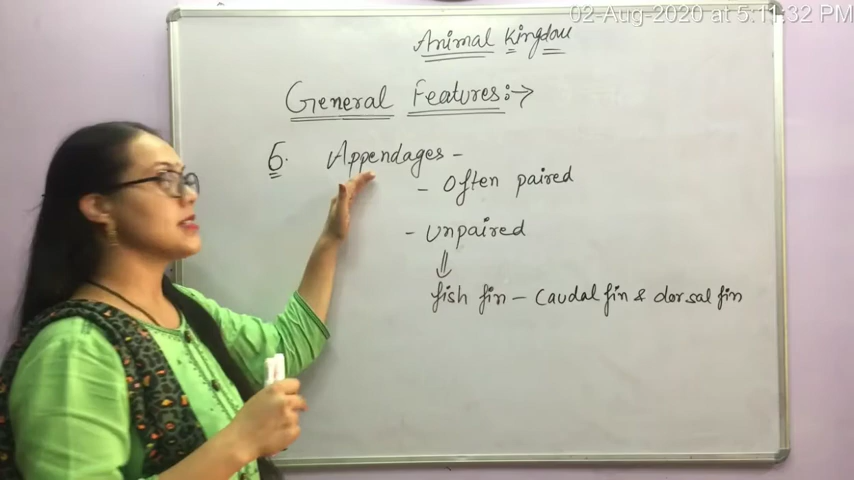 02-Aug-2020 at 5:11:32 PM
Animal Kingdom
General Features:→
6. Appendages -
- Often paired
- Unpaired
⇓
fish fin - Caudal fin & dorsal fin